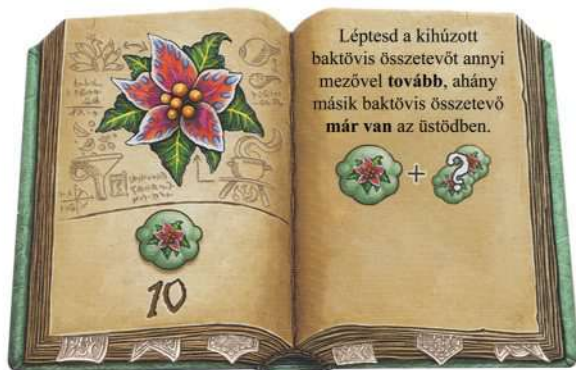 10
Léptesd a kihúzott
baktövis összetevőt annyi
mezővel tovább, ahány
másik baktövis összetevő
már van az üstödben.
+ ?